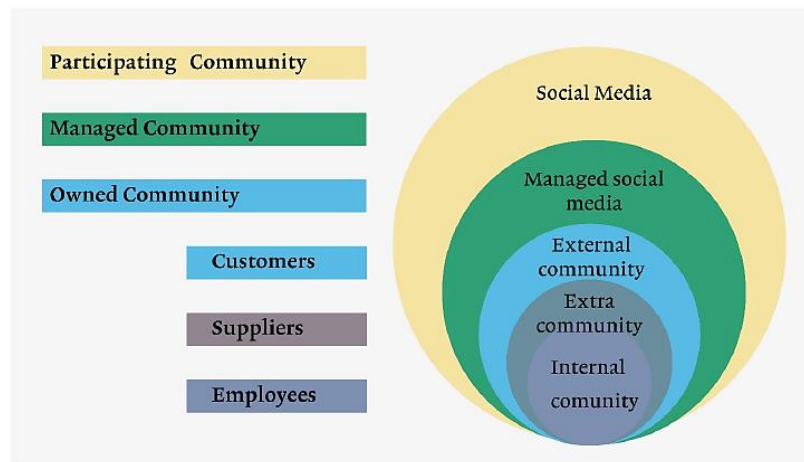 Participating Community
Managed Community
Owned Community
Customers
Suppliers
Employees
Social Media
Managed social
media
External
community
Extra
community
Internal
comunity